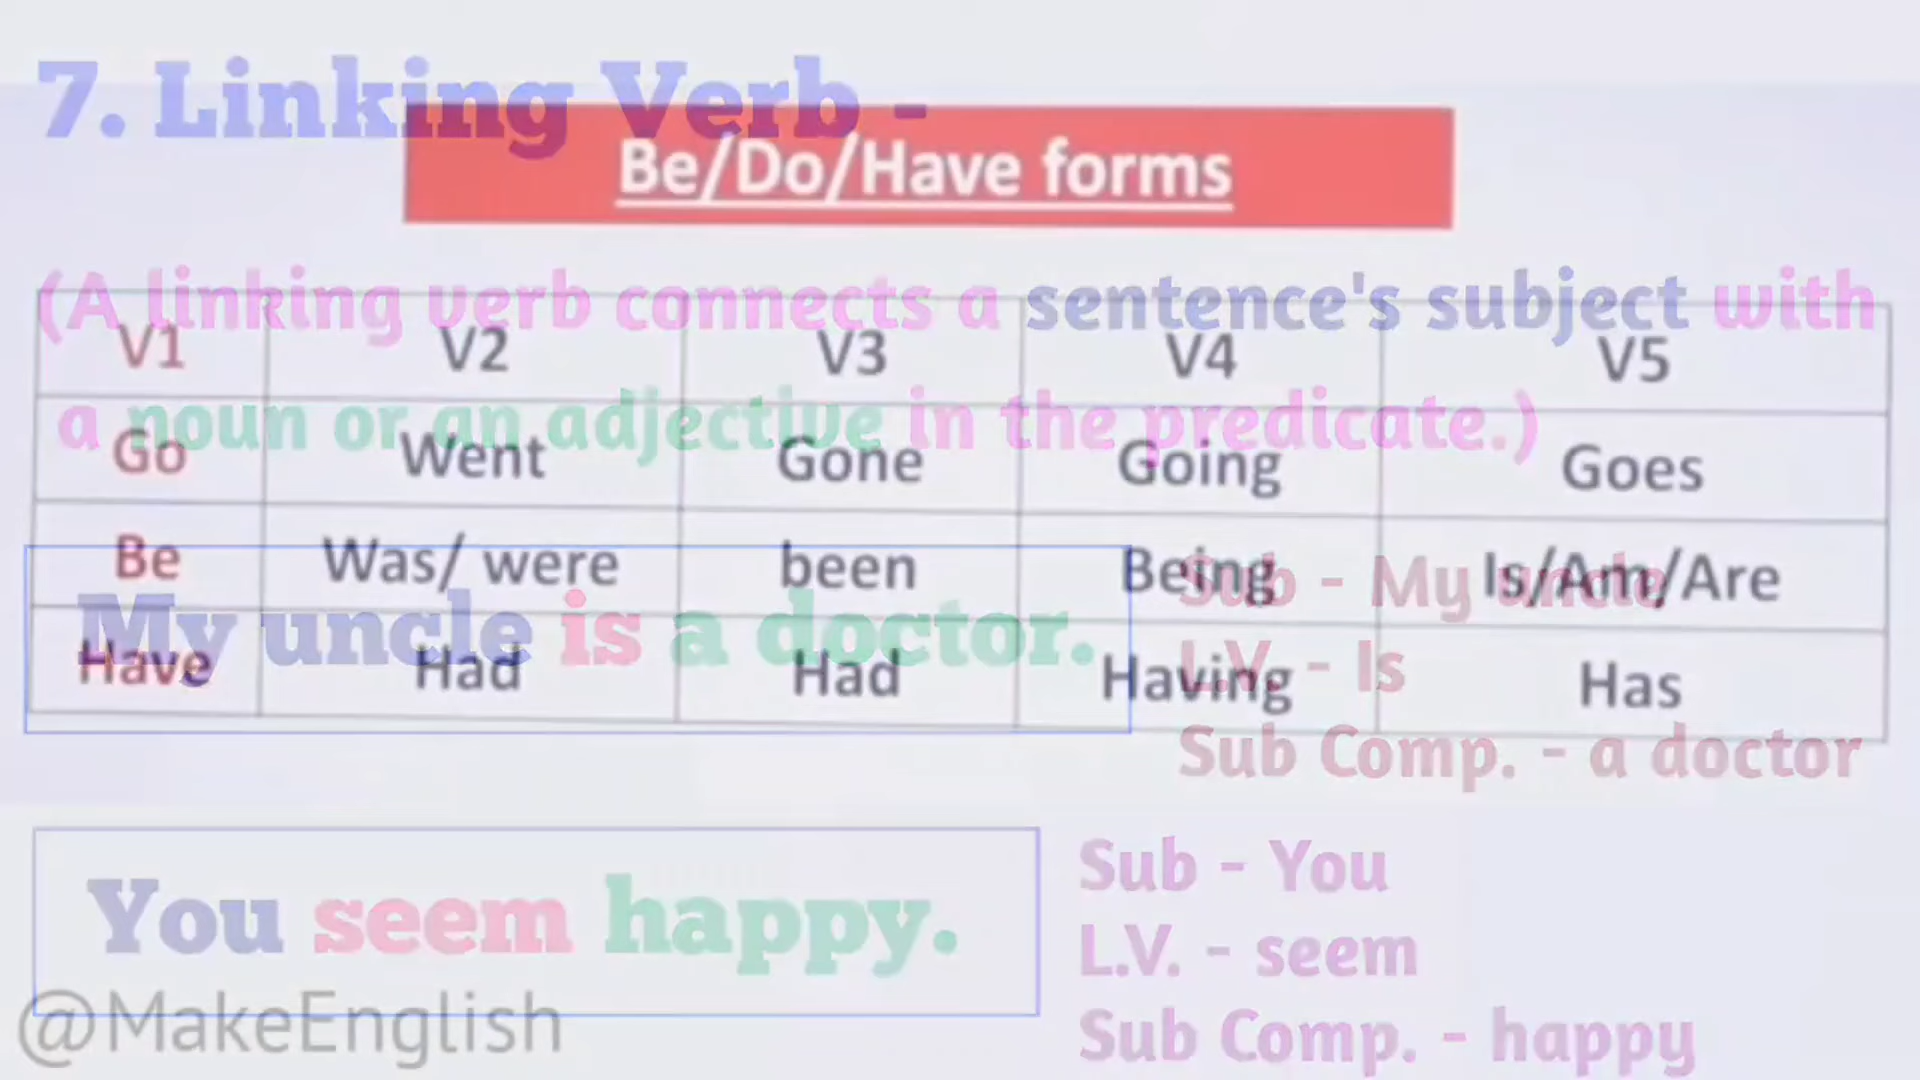 7. Linking Verb -
Be/Do/Have forms
(A linking verb connects a sentence's subject with
a noun or an adjective in the predicate.)
V1 V2 V3 V4 V5
Go Went Gone Going Goes
Be Was/ were been Being Is/Am/Are
Have Had Had Having Has
My uncle is a doctor.
Sub - My uncle
L.V. - Is
Sub Comp. - a doctor
You seem happy.
Sub - You
L.V. - seem
Sub Comp. - happy
@MakeEnglish